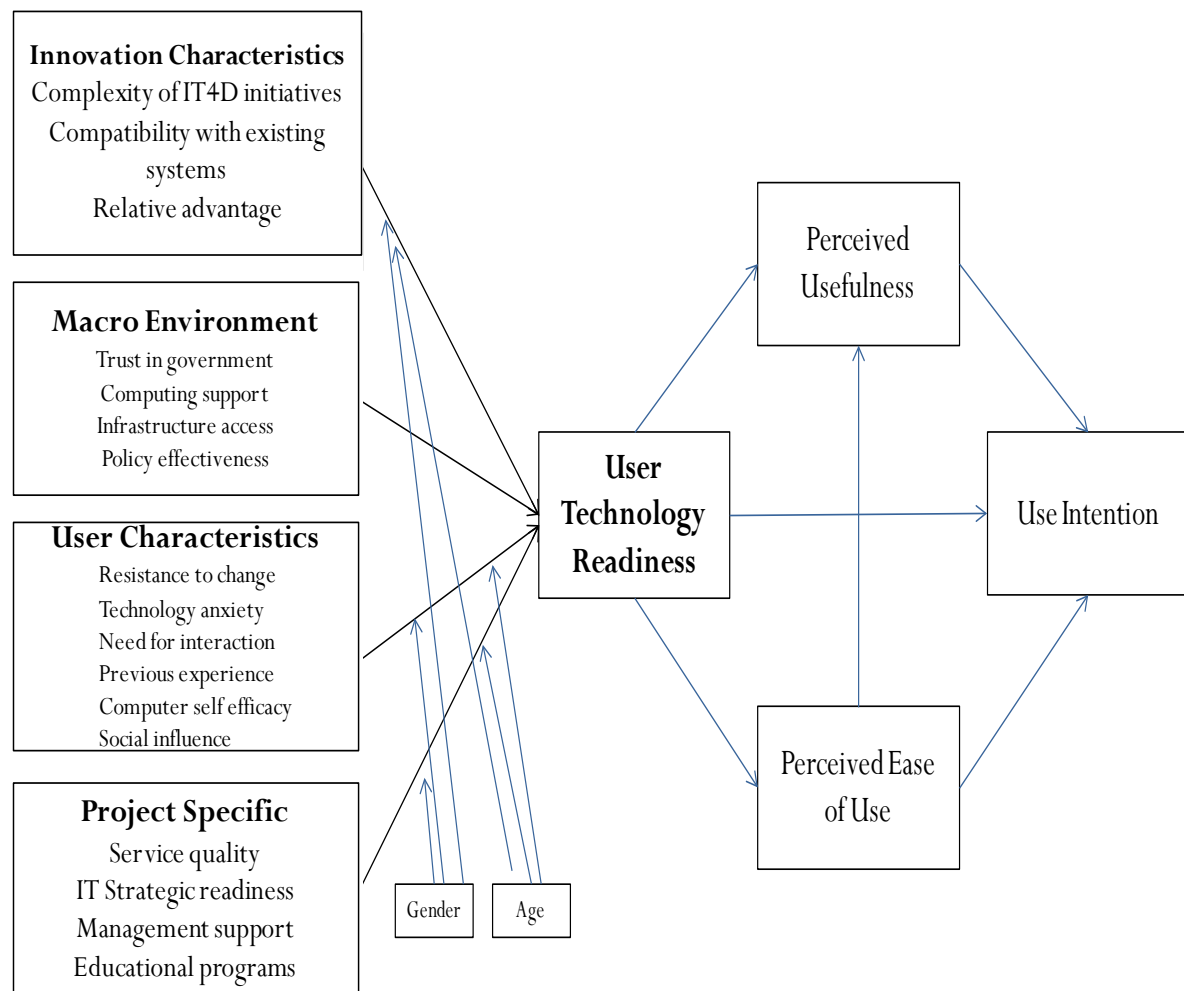 Innovation Characteristics
Complexity of IT4D initiatives
Compatibility with existing
systems
Relative advantage
Macro Environment
Trust in government
Computing support
Infrastructure access
Policy effectiveness
User Characteristics
Resistance to change
Technology anxiety
Need for interaction
Previous experience
Computer self efficacy
Social influence
Project Specific
Service quality
IT Strategic readiness
Management support
Educational programs
Gender
Age
User
Technology
Readiness
Perceived
Usefulness
Perceived Ease
of Use
Use Intention